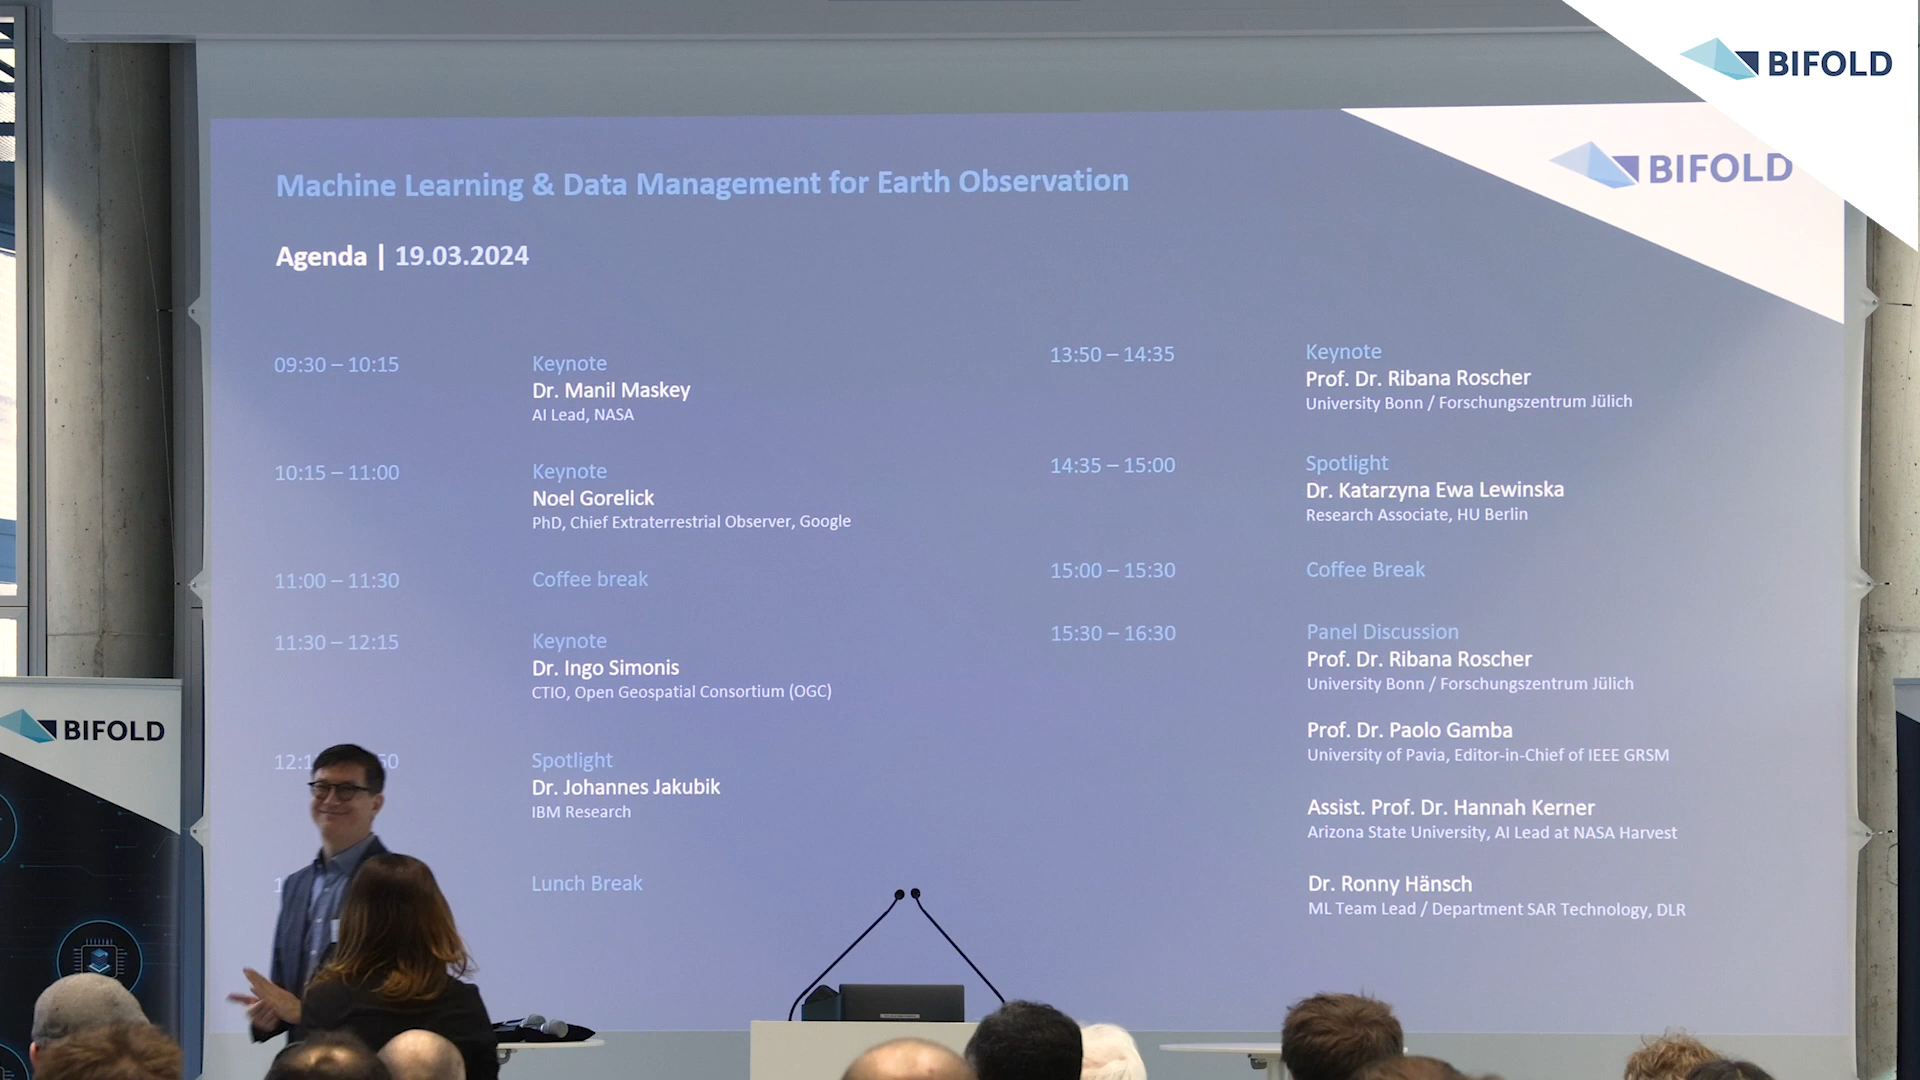 BIFOLD
BIFOLD
Machine Learning & Data Management for Earth Observation
Agenda | 19.03.2024
09:30 – 10:15
Keynote
Dr. Manil Maskey
AI Lead, NASA
10:15 – 11:00
Keynote
Noel Gorelick
PhD, Chief Extraterrestrial Observer, Google
11:00 – 11:30
Coffee break
11:30 – 12:15
Keynote
Dr. Ingo Simonis
CTIO, Open Geospatial Consortium (OGC)
Spotlight
Dr. Johannes Jakubik
IBM Research
Lunch Break
13:50 – 14:35
Keynote
Prof. Dr. Ribana Roscher
University Bonn / Forschungszentrum Jülich
14:35 – 15:00
Spotlight
Dr. Katarzyna Ewa Lewinska
Research Associate, HU Berlin
15:00 – 15:30
Coffee Break
15:30 – 16:30
Panel Discussion
Prof. Dr. Ribana Roscher
University Bonn / Forschungszentrum Jülich
Prof. Dr. Paolo Gamba
University of Pavia, Editor-in-Chief of IEEE GRSM
Assist. Prof. Dr. Hannah Kerner
Arizona State University, AI Lead at NASA Harvest
Dr. Ronny Hänsch
ML Team Lead / Department SAR Technology, DLR
BIFOLD